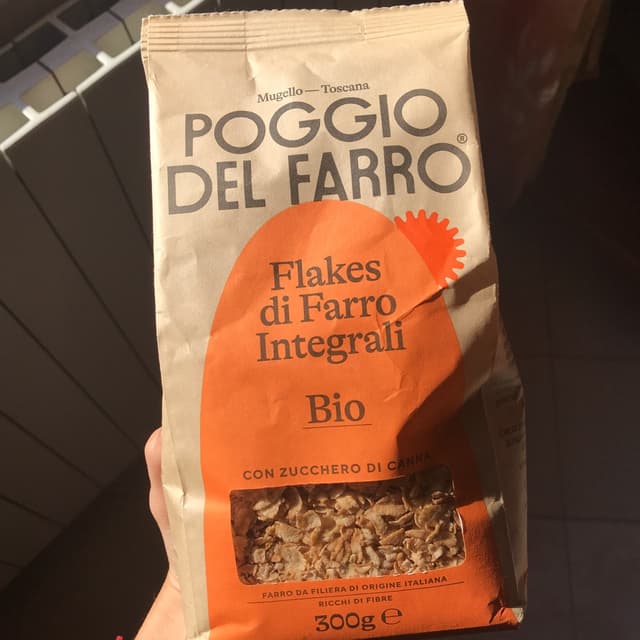 Mugello — Toscana
POGGIO
DEL FARRO®
Flakes
di Farro
Integrali
Bio
CON ZUCCHERO DI CANNA
FARRO DA FILIERA DI ORIGINE ITALIANA
RICCHI DI FIBRE
300g ℮